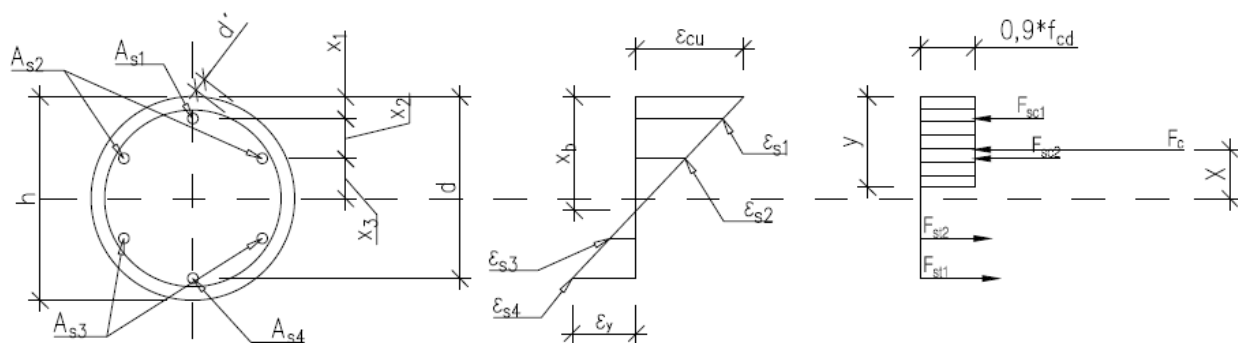 A_s2
A_s1
d'
x_1
x_2
x_3
h
d
A_s3
A_s4
ε_cu
x_b
ε_s1
ε_s2
ε_s3
ε_s4
ε_y
0,9*f_cd
y
F_sc1
F_sc2
F_c
X
F_st2
F_st1